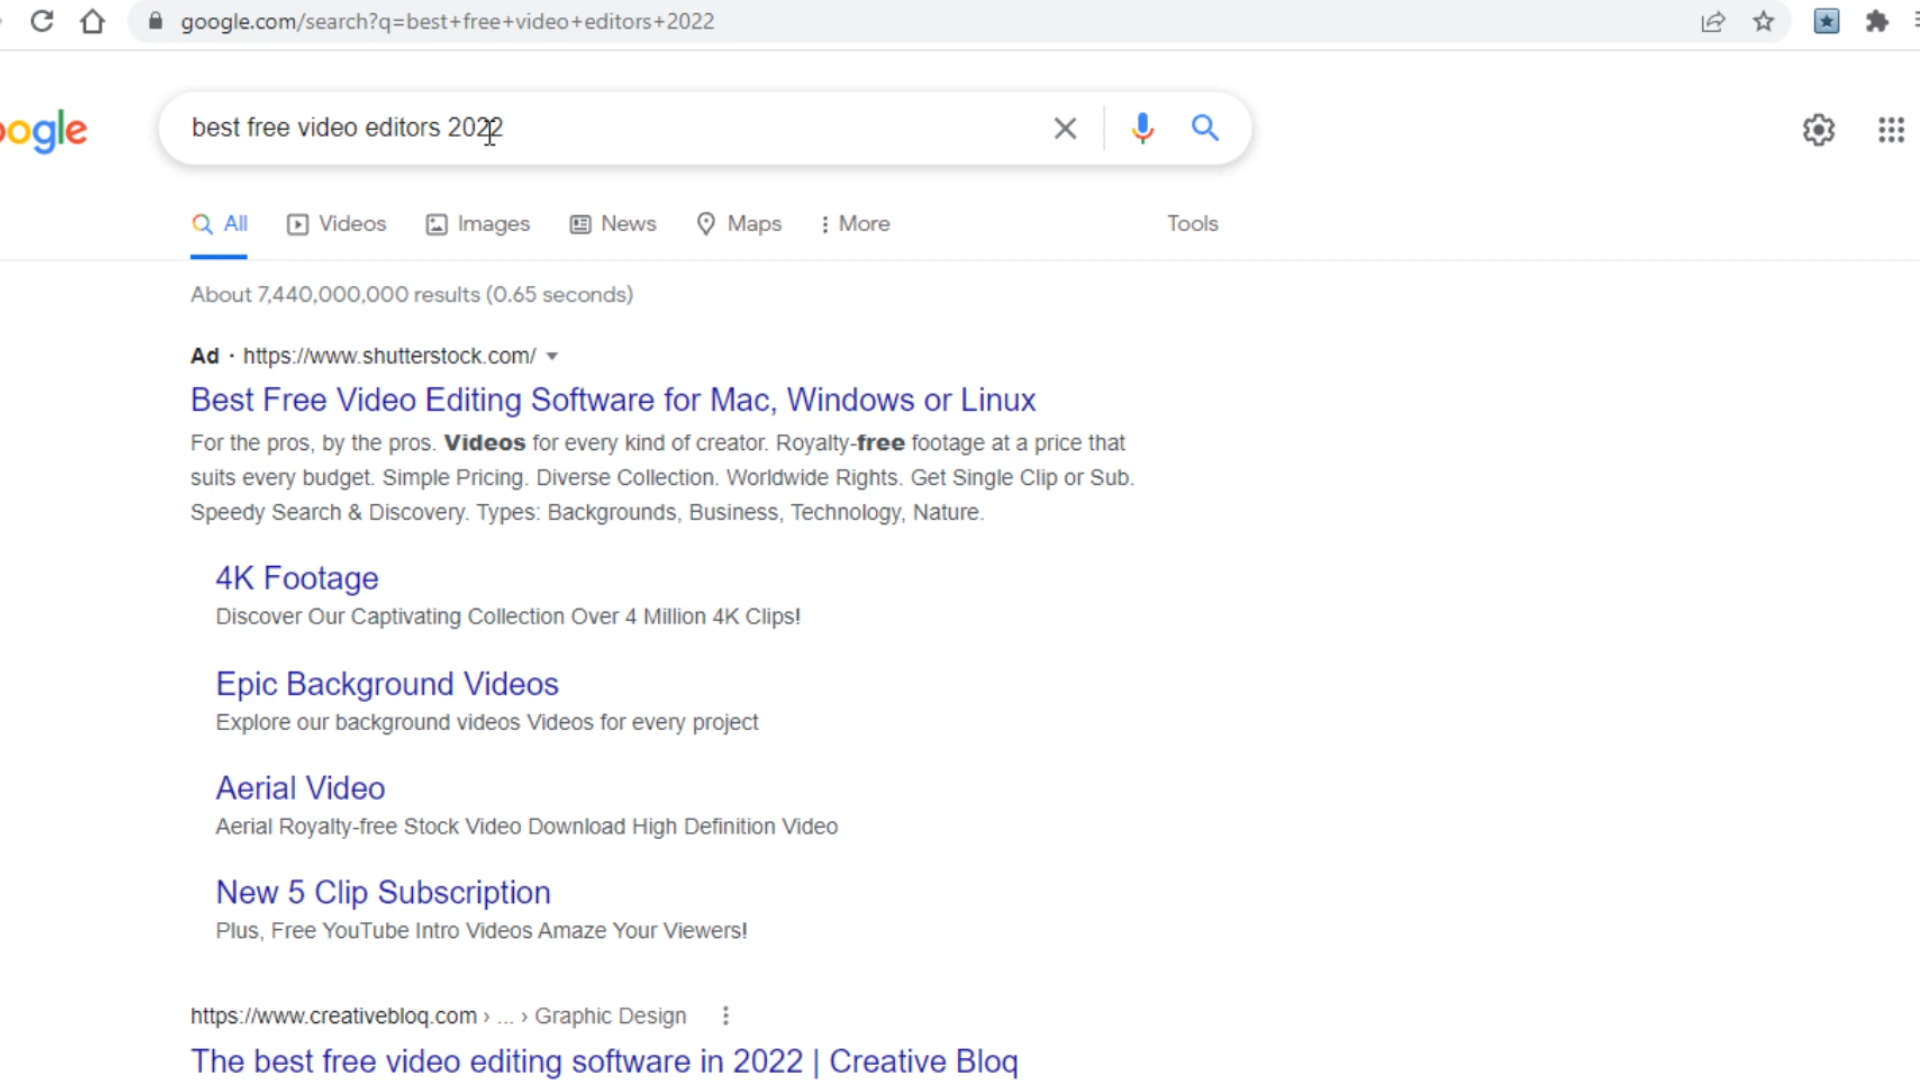 google.com/search?q=best+free+video+editors+2022
oogle
best free video editors 2022
All Videos Images News Maps More Tools
About 7,440,000,000 results (0.65 seconds)
Ad · https://www.shutterstock.com/
Best Free Video Editing Software for Mac, Windows or Linux
For the pros, by the pros. Videos for every kind of creator. Royalty-free footage at a price that
suits every budget. Simple Pricing. Diverse Collection. Worldwide Rights. Get Single Clip or Sub.
Speedy Search & Discovery. Types: Backgrounds, Business, Technology, Nature.
4K Footage
Discover Our Captivating Collection Over 4 Million 4K Clips!
Epic Background Videos
Explore our background videos Videos for every project
Aerial Video
Aerial Royalty-free Stock Video Download High Definition Video
New 5 Clip Subscription
Plus, Free YouTube Intro Videos Amaze Your Viewers!
https://www.creativebloq.com › ... › Graphic Design
The best free video editing software in 2022 | Creative Bloq